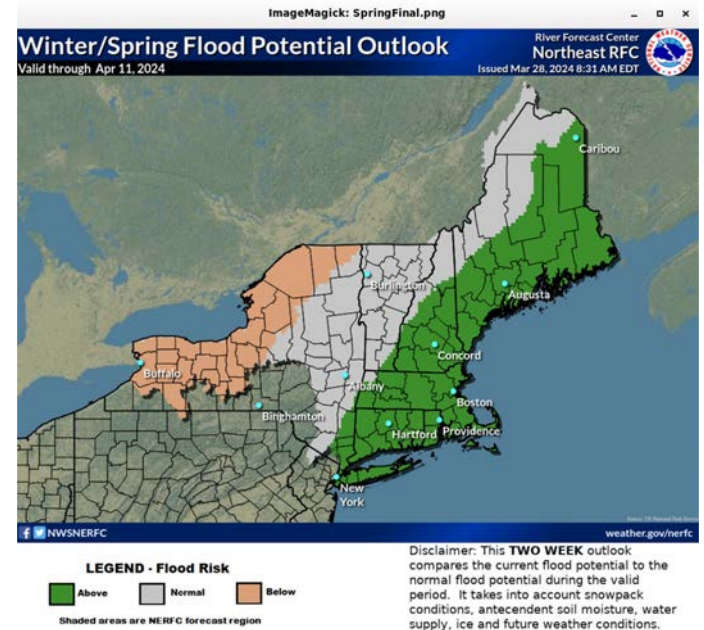 ImageMagick: SpringFinal.png
Winter/Spring Flood Potential Outlook
Valid through Apr 11, 2024
River Forecast Center
Northeast RFC
Issued Mar 28, 2024 8:31 AM EDT
Caribou
Burlington
Augusta
Concord
Buffalo
Albany
Boston
Binghamton
Hartford
Providence
New
York
NWSNERFC
weather.gov/nerfc
LEGEND - Flood Risk
Above
Normal
Below
Shaded areas are NERFC forecast region
Disclaimer: This TWO WEEK outlook
compares the current flood potential to the
normal flood potential during the valid
period. It takes into account snowpack
conditions, antecendent soil moisture, water
supply, ice and future weather conditions.